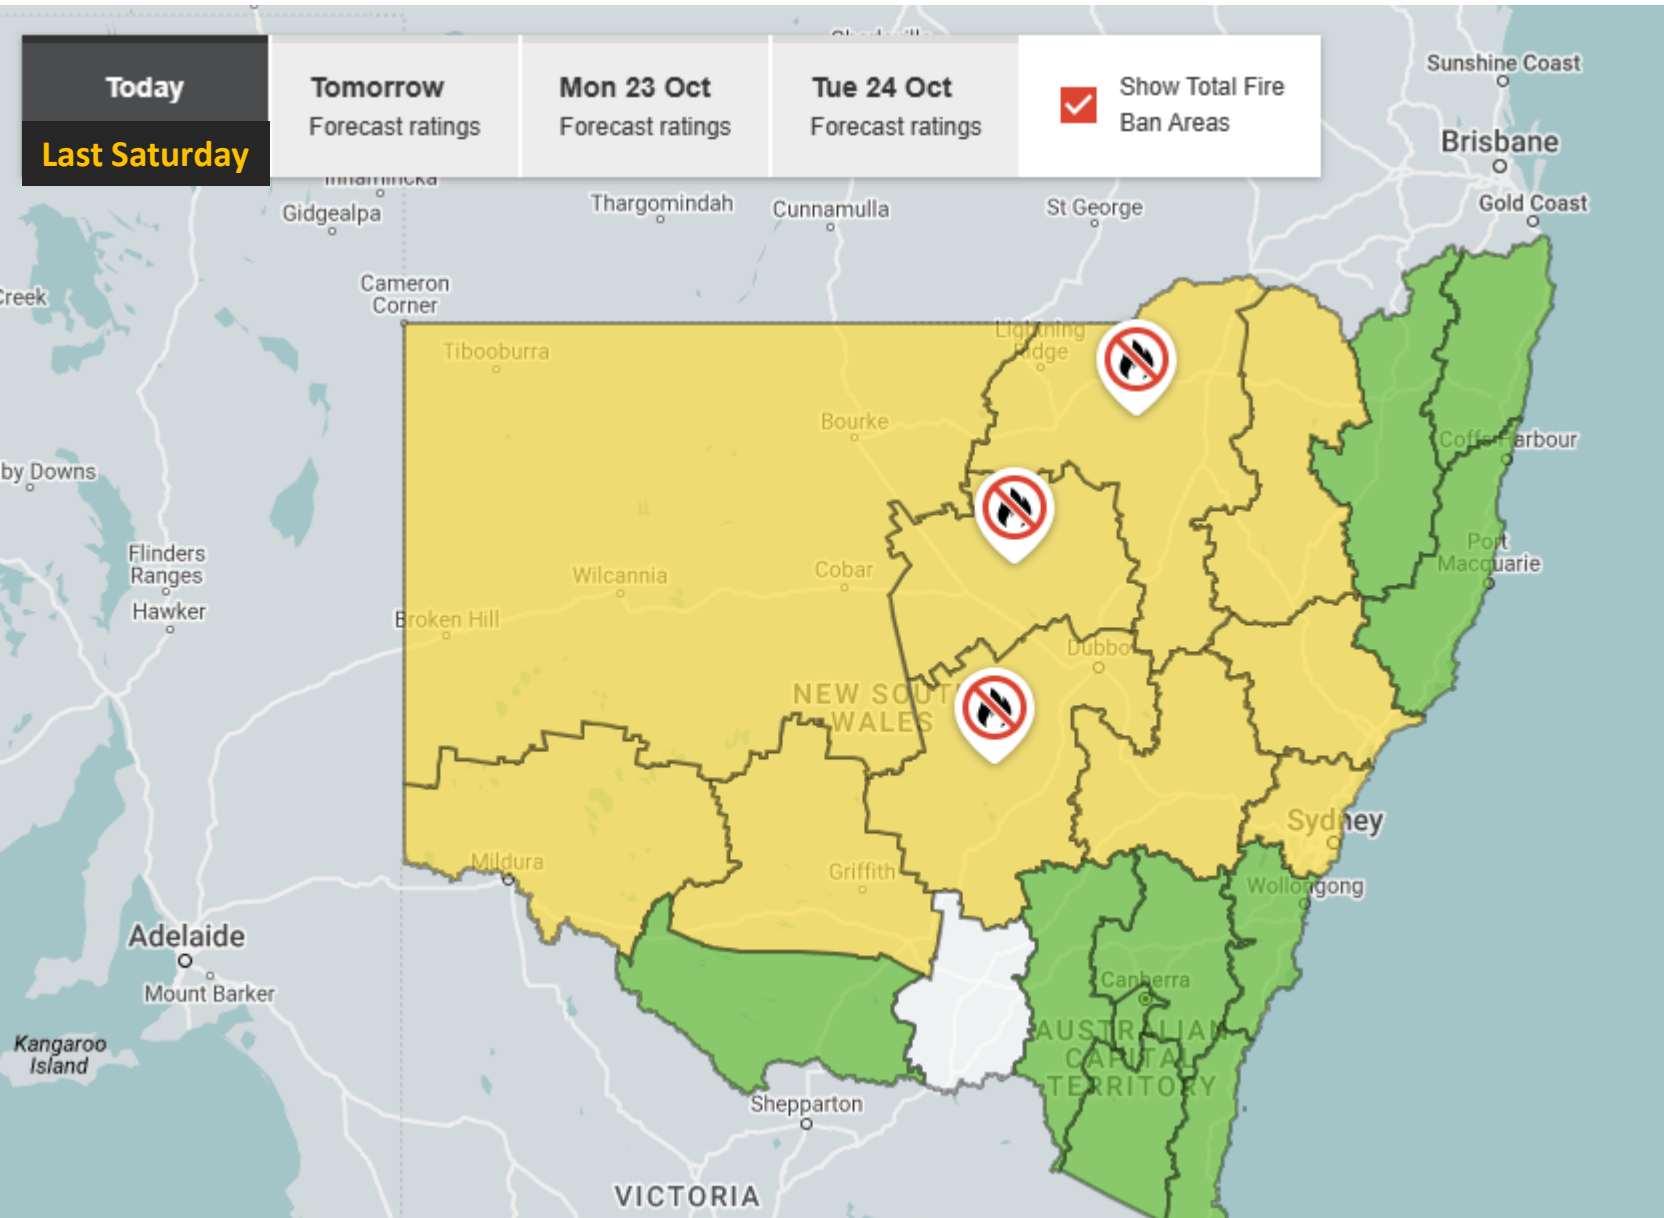 Today
Last Saturday
Tomorrow
Forecast ratings
Mon 23 Oct
Forecast ratings
Tue 24 Oct
Forecast ratings
Show Total Fire
Ban Areas
Sunshine Coast
Brisbane
Gold Coast
Gidgealpa
Thargomindah
Cunnamulla
St George
Cameron
Corner
Creek
Tibooburra
Lightning
Ridge
Bourke
Coffs Harbour
by Downs
Flinders
Ranges
Hawker
Wilcannia
Cobar
Port
Macquarie
Broken Hill
Dubbo
NEW SOUTH
WALES
Sydney
Mildura
Griffith
Wollongong
Adelaide
Mount Barker
Canberra
Kangaroo
Island
AUSTRALIAN
CAPITAL
TERRITORY
Shepparton
VICTORIA